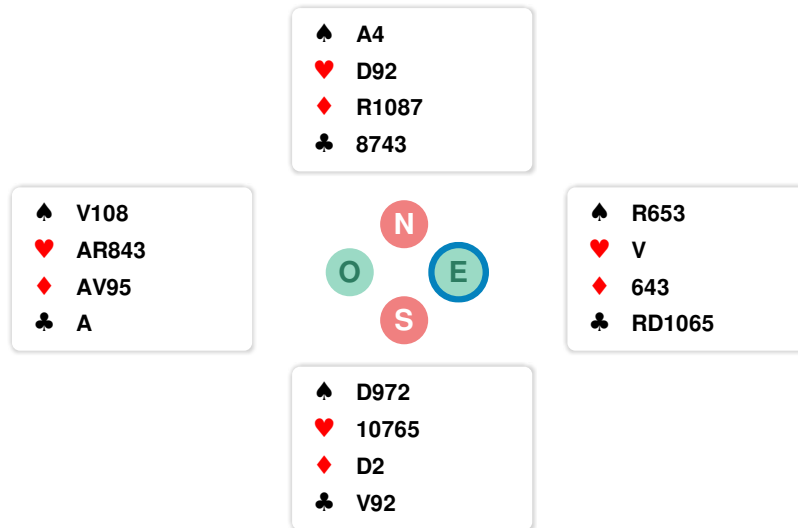 ♠ A4
♥ D92
♦ R1087
♣ 8743
♠ V108
♥ AR843
♦ AV95
♣ A
N
O E
S
♠ R653
♥ V
♦ 643
♣ RD1065
♠ D972
♥ 10765
♦ D2
♣ V92